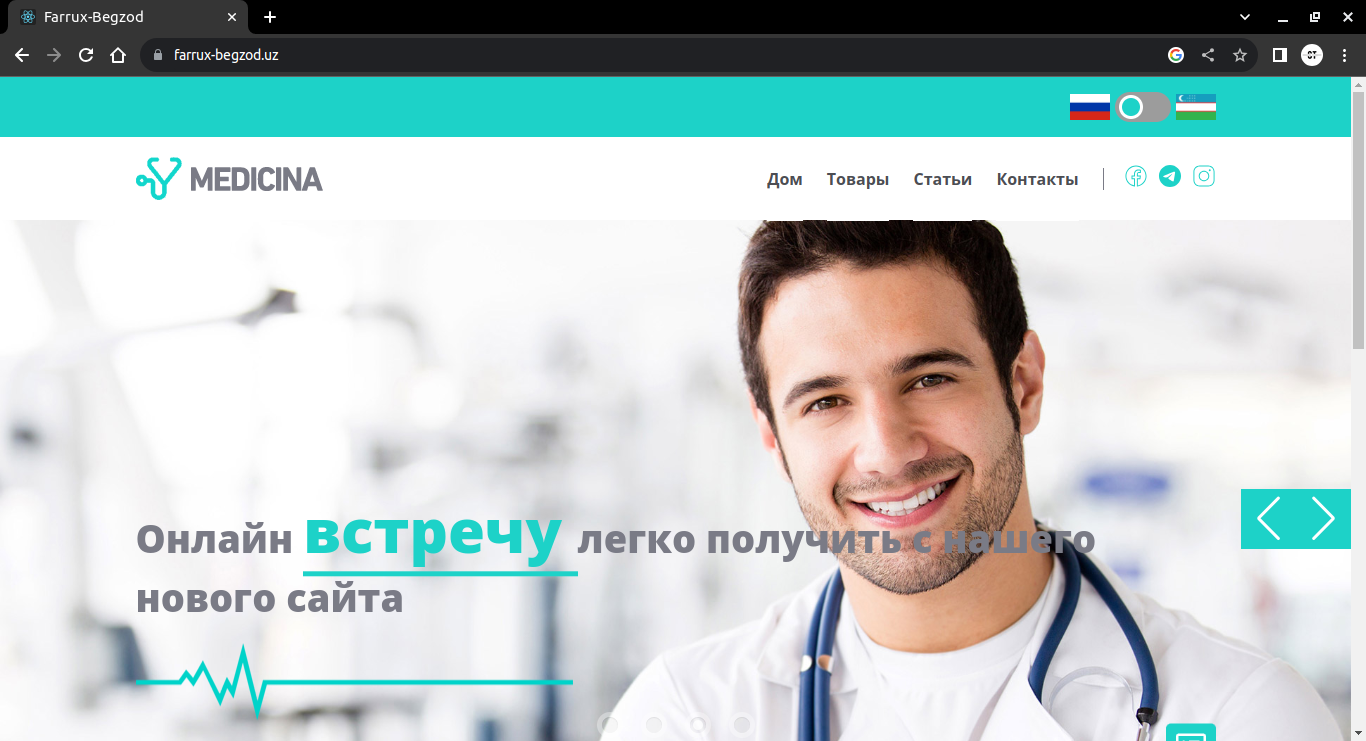 Farrux-Begzod
farrux-begzod.uz
MEDICINA
Дом Товары Статьи Контакты
Онлайн встречу легко получить с нашего
нового сайта